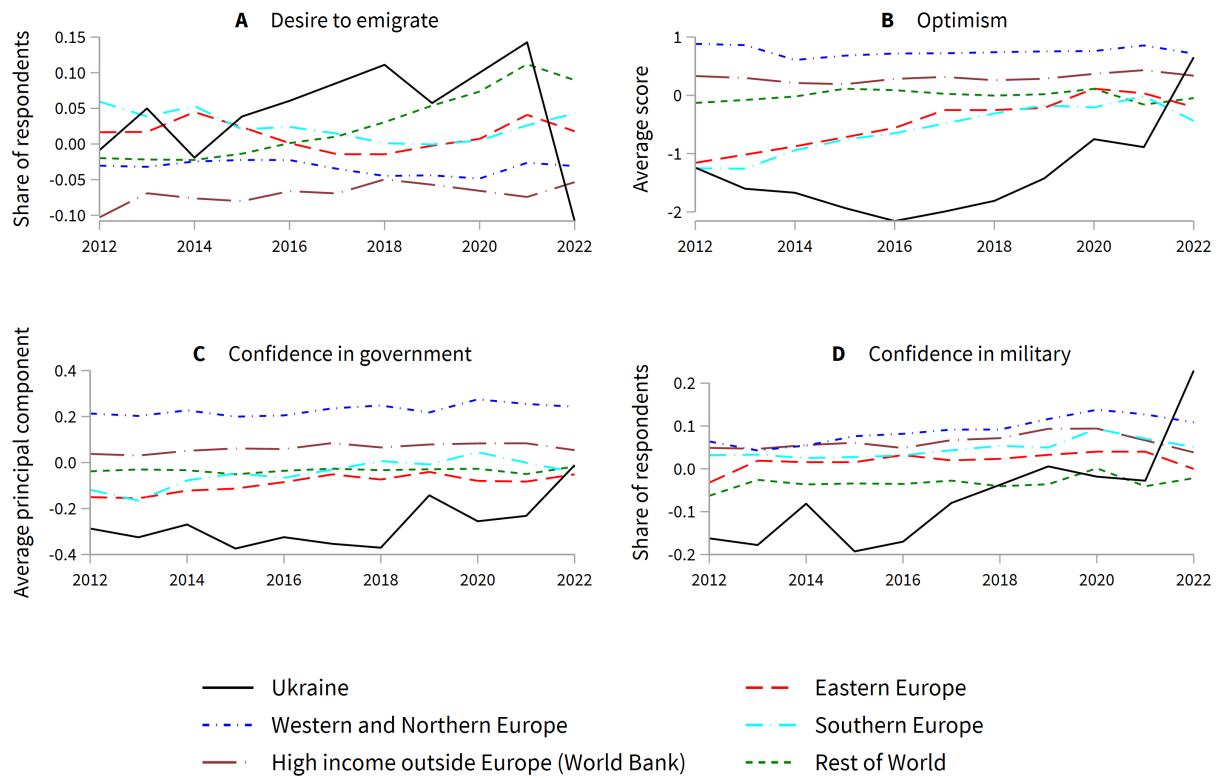 A Desire to emigrate
Share of respondents
0.15
0.10
0.05
0.00
-0.05
-0.10
2012 2014 2016 2018 2020 2022
B Optimism
Average score
1
0
-1
-2
2012 2014 2016 2018 2020 2022
C Confidence in government
Average principal component
0.4
0.2
0.0
-0.2
-0.4
2012 2014 2016 2018 2020 2022
D Confidence in military
Share of respondents
0.2
0.1
0.0
-0.1
-0.2
2012 2014 2016 2018 2020 2022
Ukraine
Western and Northern Europe
High income outside Europe (World Bank)
Eastern Europe
Southern Europe
Rest of World